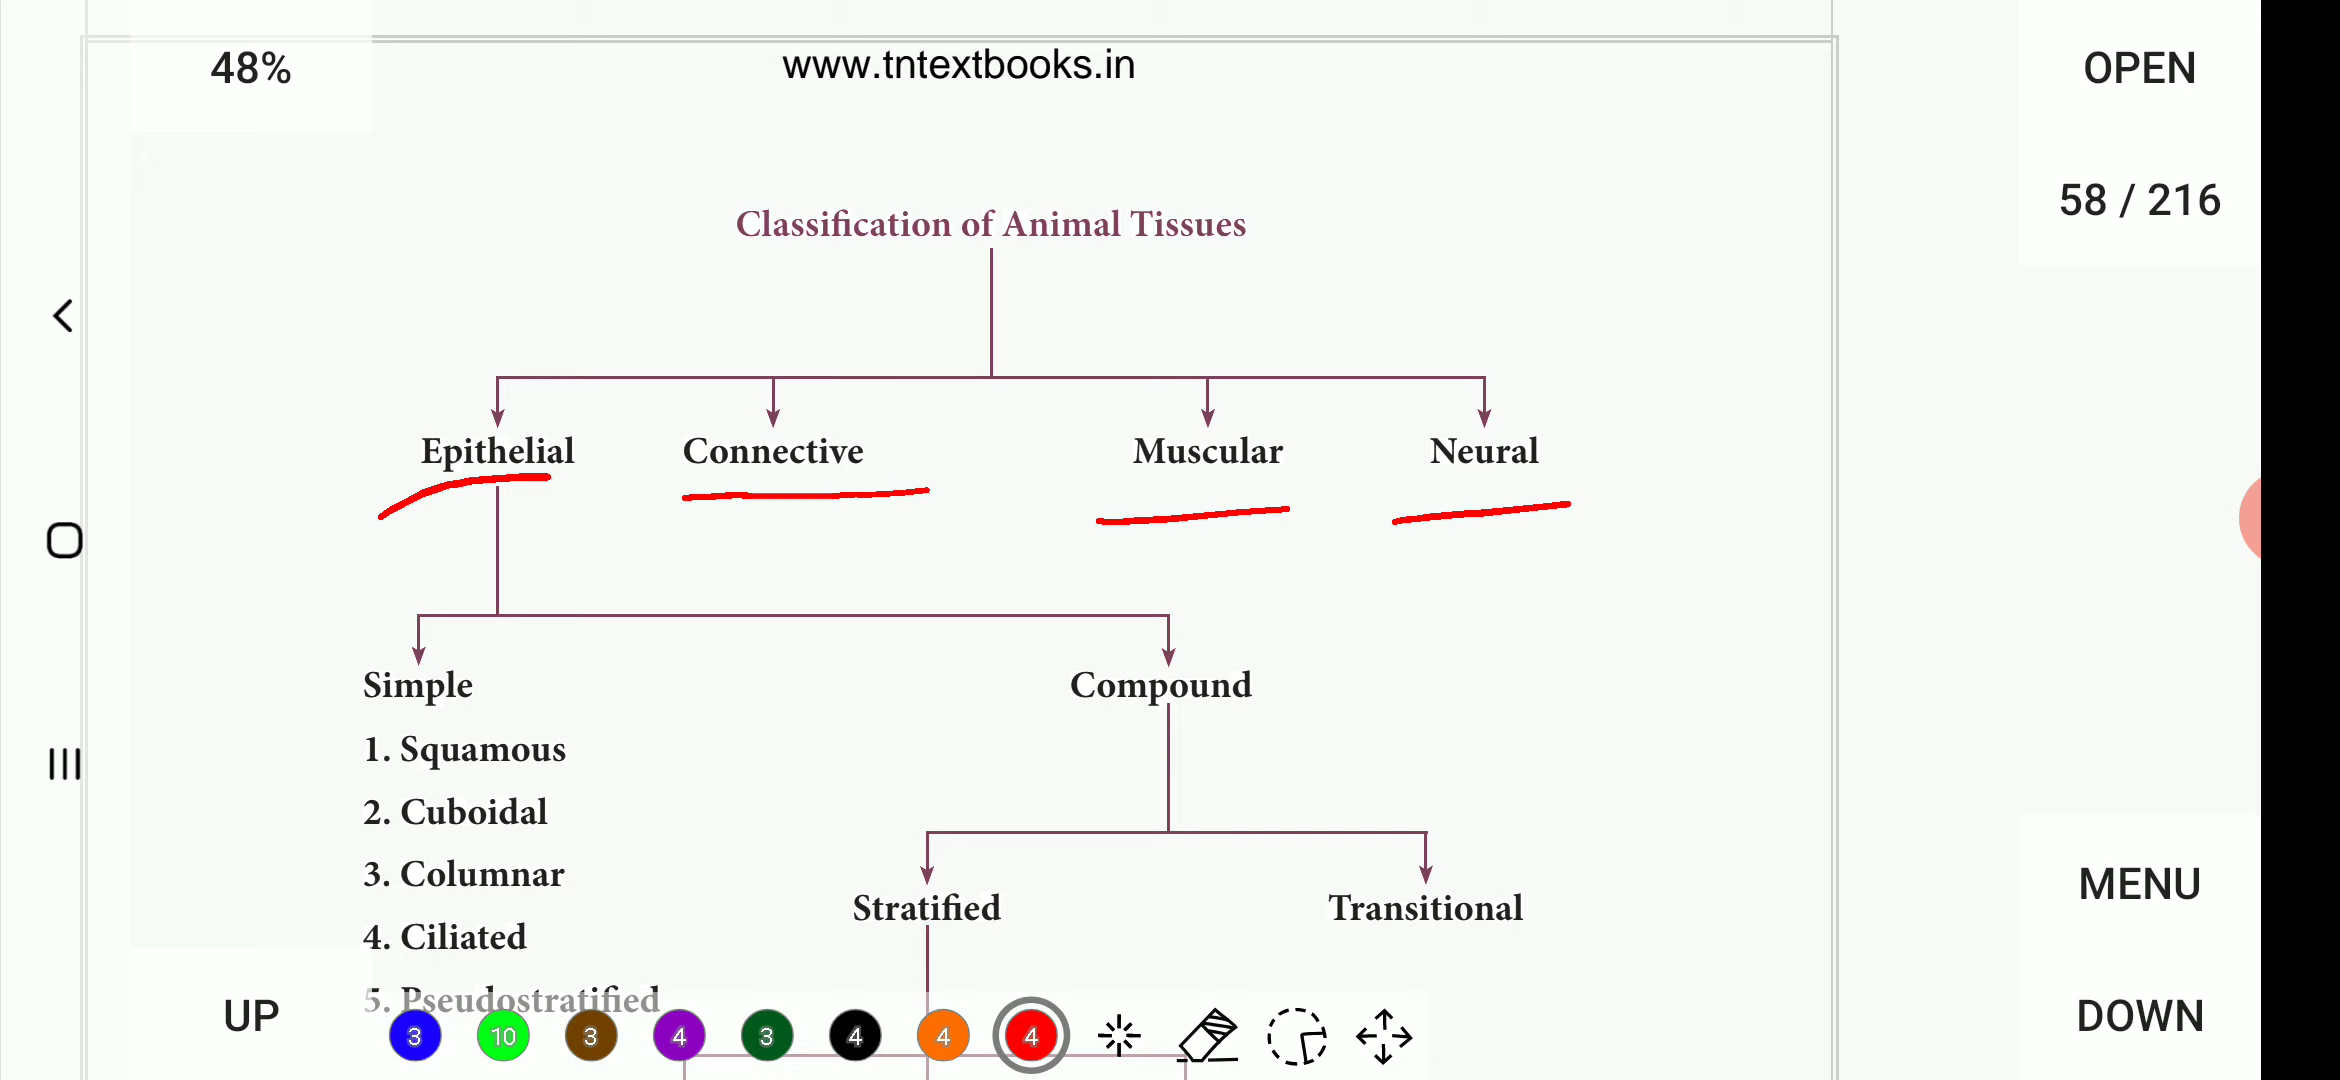 48%
www.tntextbooks.in
OPEN
58 / 216
Classification of Animal Tissues
Epithelial Connective Muscular Neural
Simple Compound
1. Squamous
2. Cuboidal
3. Columnar
Stratified Transitional
4. Ciliated
5. Pseudostratified
MENU
UP
DOWN
3 10 3 4 3 4 4 4